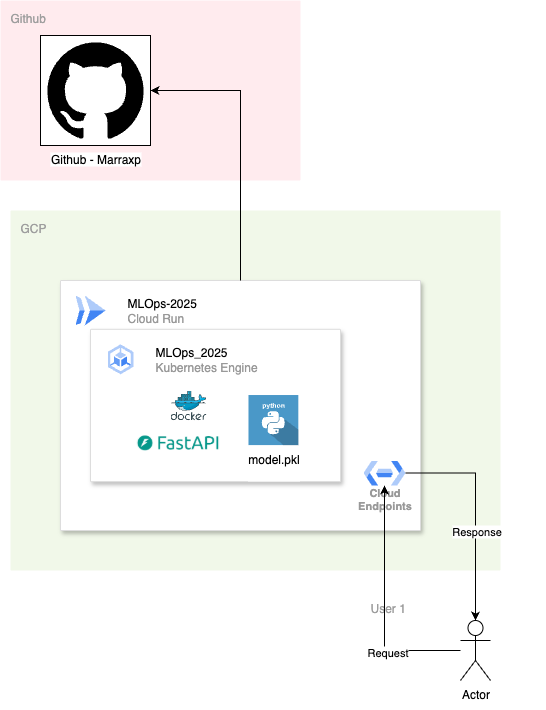 Github
Github - Marraxp
GCP
MLOps-2025
Cloud Run
MLOps_2025
Kubernetes Engine
docker
FastAPI
python
model.pkl
Cloud
Endpoints
Response
User 1
Request
Actor